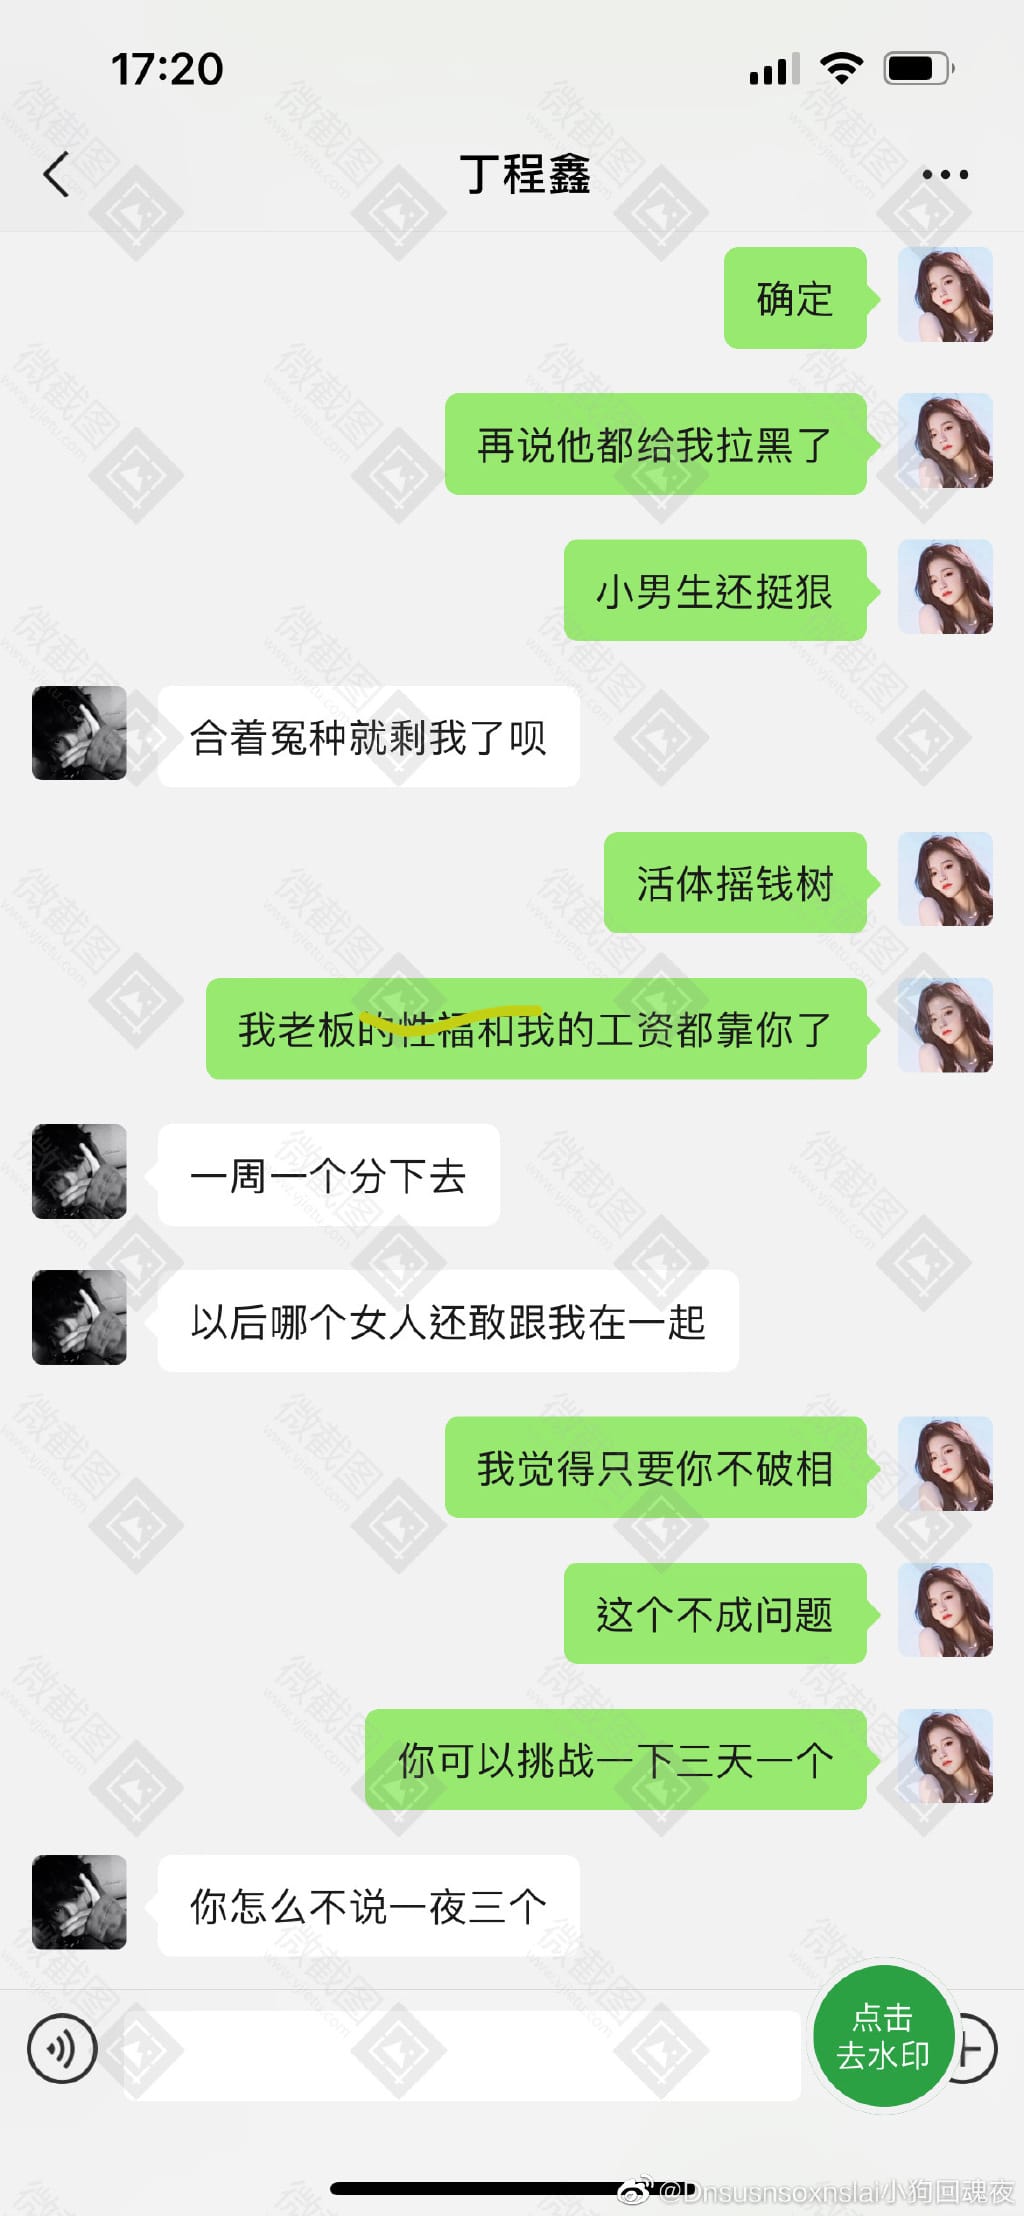 17:20
丁程鑫
确定
再说他都给我拉黑了
小男生还挺狠
合着冤种就剩我了呗
活体摇钱树
我老板的性福和我的工资都靠你了
一周一个分下去
以后哪个女人还敢跟我在一起
我觉得只要你不破相
这个不成问题
你可以挑战一下三天一个
你怎么不说一夜三个
点击
去水印
@Dnsusnsoxnslai小狗回魂夜
微截图
www.vjietu.com